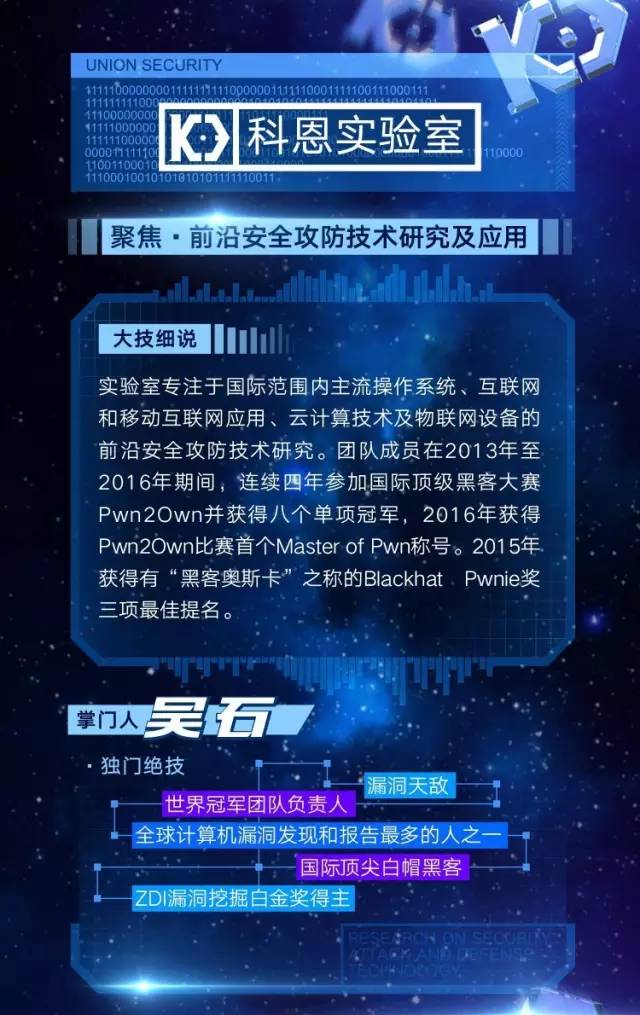 UNION SECURITY
科恩实验室
聚焦·前沿安全攻防技术研究及应用
大技细说
实验室专注于国际范围内主流操作系统、互联网
和移动互联网应用、云计算技术及物联网设备的
前沿安全攻防技术研究。团队成员在2013年至
2016年期间，连续四年参加国际顶级黑客大赛
Pwn2Own并获得八个单项冠军，2016年获得
Pwn2Own比赛首个Master of Pwn称号。2015年
获得有“黑客奥斯卡”之称的Blackhat Pwnie奖
三项最佳提名。
掌门人 吴石
·独门绝技
漏洞天敌
世界冠军团队负责人
全球计算机漏洞发现和报告最多的人之一
国际顶尖白帽黑客
ZDI漏洞挖掘白金奖得主
RESEARCH ON SECURITY
ATTACK AND DEFENSE
TECHNOLOGY